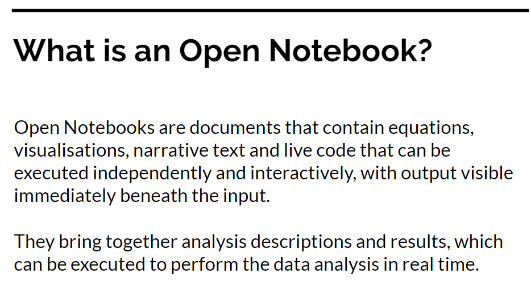 What is an Open Notebook?
Open Notebooks are documents that contain equations,
visualisations, narrative text and live code that can be
executed independently and interactively, with output visible
immediately beneath the input.
They bring together analysis descriptions and results, which
can be executed to perform the data analysis in real time.